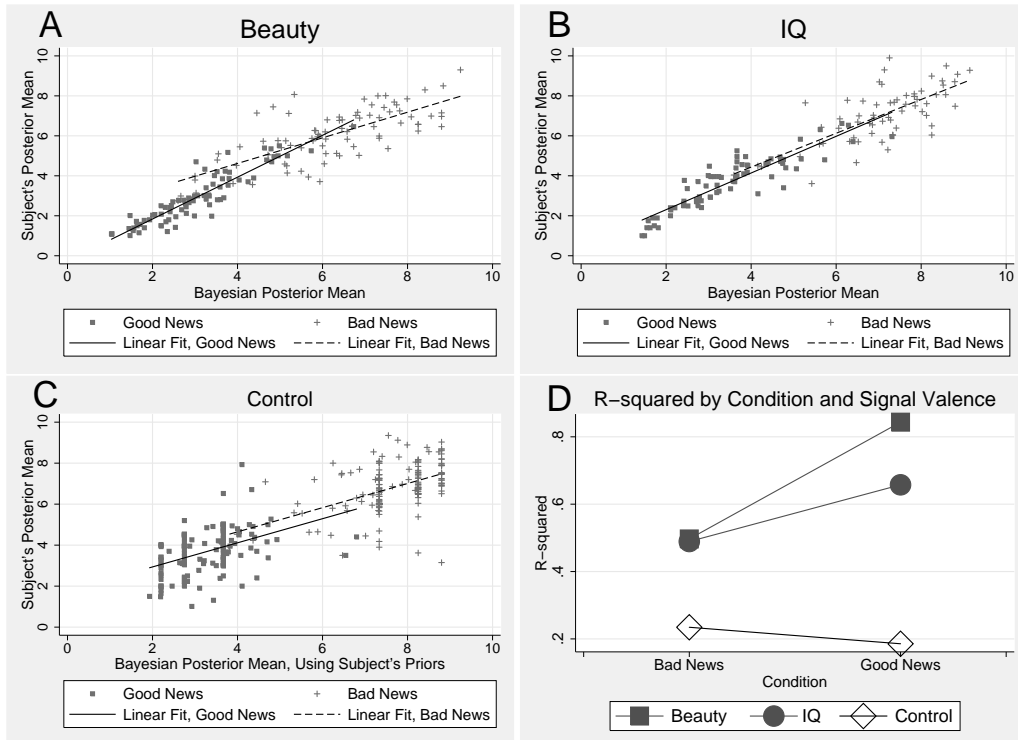 A
Beauty
Subject's Posterior Mean
0 2 4 6 8 10
0 2 4 6 8 10
Bayesian Posterior Mean
Good News
Bad News
Linear Fit, Good News
Linear Fit, Bad News
B
IQ
Subject's Posterior Mean
0 2 4 6 8 10
0 2 4 6 8 10
Bayesian Posterior Mean
Good News
Bad News
Linear Fit, Good News
Linear Fit, Bad News
C
Control
Subject's Posterior Mean
0 2 4 6 8 10
0 2 4 6 8 10
Bayesian Posterior Mean, Using Subject's Priors
Good News
Bad News
Linear Fit, Good News
Linear Fit, Bad News
D
R−squared by Condition and Signal Valence
R−squared
.2 .4 .6 .8
Bad News
Good News
Condition
Beauty
IQ
Control